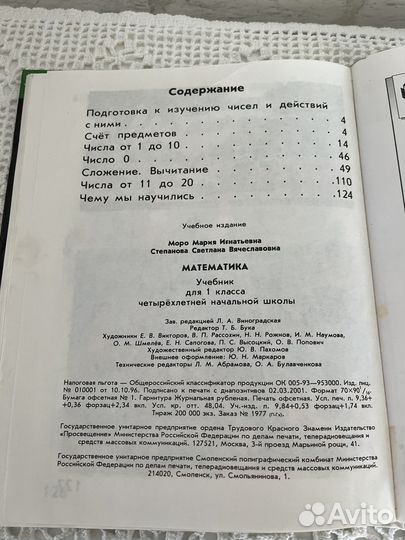 Содержание
Подготовка к изучению чисел и действий
с ними . . . . . . . . . . . . . . 4
Счёт предметов . . . . . . . . . . 4
Числа от 1 до 10 . . . . . . . . . 14
Число 0 . . . . . . . . . . . . . . 46
Сложение. Вычитание . . . . . . . 49
Числа от 11 до 20 . . . . . . . . . 110
Чему мы научились . . . . . . . . 124
Учебное издание
Моро Мария Игнатьевна
Степанова Светлана Вячеславовна
МАТЕМАТИКА
Учебник
для 1 класса
четырёхлетней начальной школы
Зав. редакцией Л. А. Виноградская
Редактор Т. Б. Бука
Художники Е. В. Викторов, В. П. Рассохин, Н. Н. Рожнов, И. М. Наумова,
О. М. Шмелёв, Е. Н. Сапогова, П. С. Высоцкий, О. В. Попович
Художественный редактор Ю. В. Пахомов
Внешнее оформление: Ю. Н. Маркаров
Технические редакторы Л. М. Абрамова, О. А. Булавченкова
Налоговая льгота — Общероссийский классификатор продукции ОК 005-93—953000. Изд. лиц.
№ 010001 от 10.10.96. Подписано к печати с диапозитивов 02.03.2001. Формат 70×90¹/₁₆.
Бумага офсетная № 1. Гарнитура Журнальная рубленая. Печать офсетная. Усл. печ. л. 9,36+
+0,36 форзац+2,34 вкл. Усл. кр. отт. 48,04. Уч.-изд. л. 9,84+0,53 форзац+1,74 вкл.
Тираж 200 000 экз. Заказ № 1977 (п.г.).
Государственное унитарное предприятие ордена Трудового Красного Знамени Издательство
«Просвещение» Министерства Российской Федерации по делам печати, телерадиовещания и
средств массовых коммуникаций. 127521, Москва, 3-й проезд Марьиной рощи, 41.
Государственное унитарное предприятие Смоленский полиграфический комбинат Министерства
Российской Федерации по делам печати, телерадиовещания и средств массовых коммуникаций.
214020, Смоленск, ул. Смольянинова, 1.
Avito